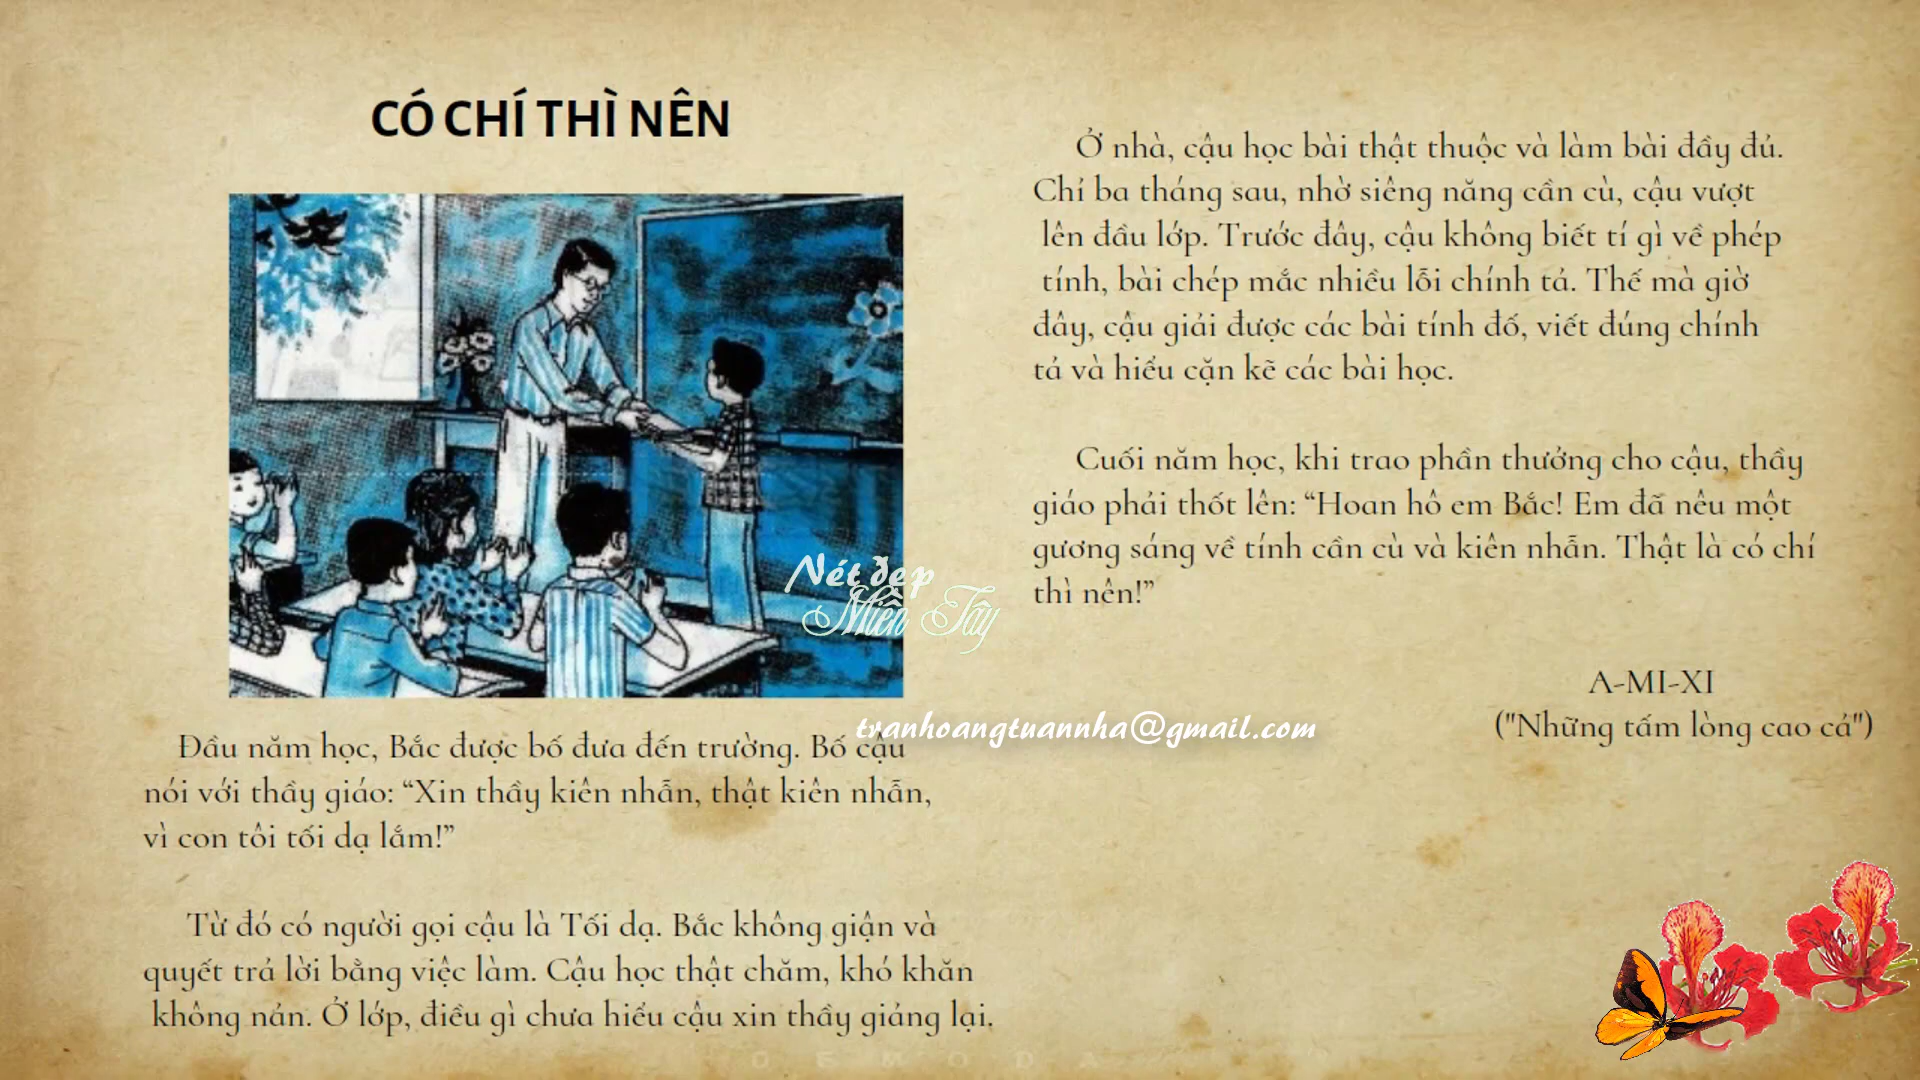 CÓ CHÍ THÌ NÊN
Nét đẹp
Miền Tây
tranhoangtuannha@gmail.com
Đầu năm học, Bắc được bố đưa đến trường. Bố cậu
nói với thầy giáo: “Xin thầy kiên nhẫn, thật kiên nhẫn,
vì con tôi tối dạ lắm!”
Từ đó có người gọi cậu là Tối dạ. Bắc không giận và
quyết trả lời bằng việc làm. Cậu học thật chăm, khó khăn
không nản. Ở lớp, điều gì chưa hiểu cậu xin thầy giảng lại.
Ở nhà, cậu học bài thật thuộc và làm bài đầy đủ.
Chỉ ba tháng sau, nhờ siêng năng cần cù, cậu vượt
lên đầu lớp. Trước đây, cậu không biết tí gì về phép
tính, bài chép mắc nhiều lỗi chính tả. Thế mà giờ
đây, cậu giải được các bài tính đố, viết đúng chính
tả và hiểu cặn kẽ các bài học.
Cuối năm học, khi trao phần thưởng cho cậu, thầy
giáo phải thốt lên: “Hoan hô em Bắc! Em đã nêu một
gương sáng về tính cần cù và kiên nhẫn. Thật là có chí
thì nên!”
A-MI-XI
("Những tấm lòng cao cả")